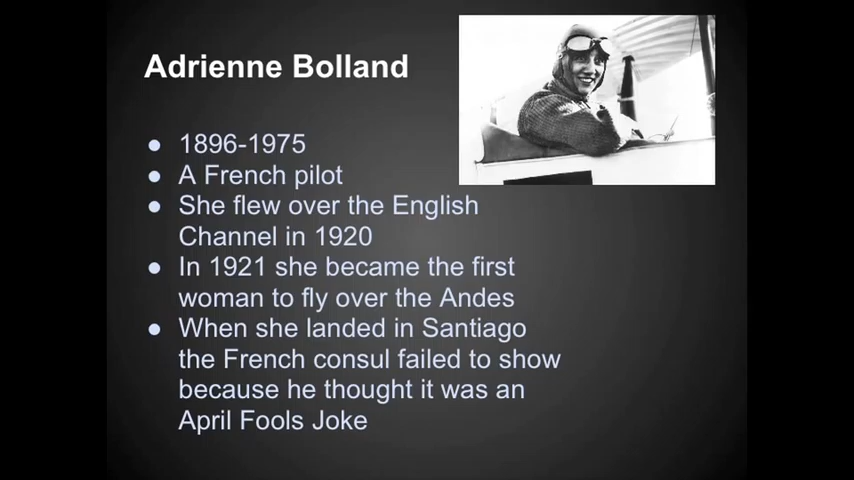 Adrienne Bolland
● 1896-1975
● A French pilot
● She flew over the English
Channel in 1920
● In 1921 she became the first
woman to fly over the Andes
● When she landed in Santiago
the French consul failed to show
because he thought it was an
April Fools Joke